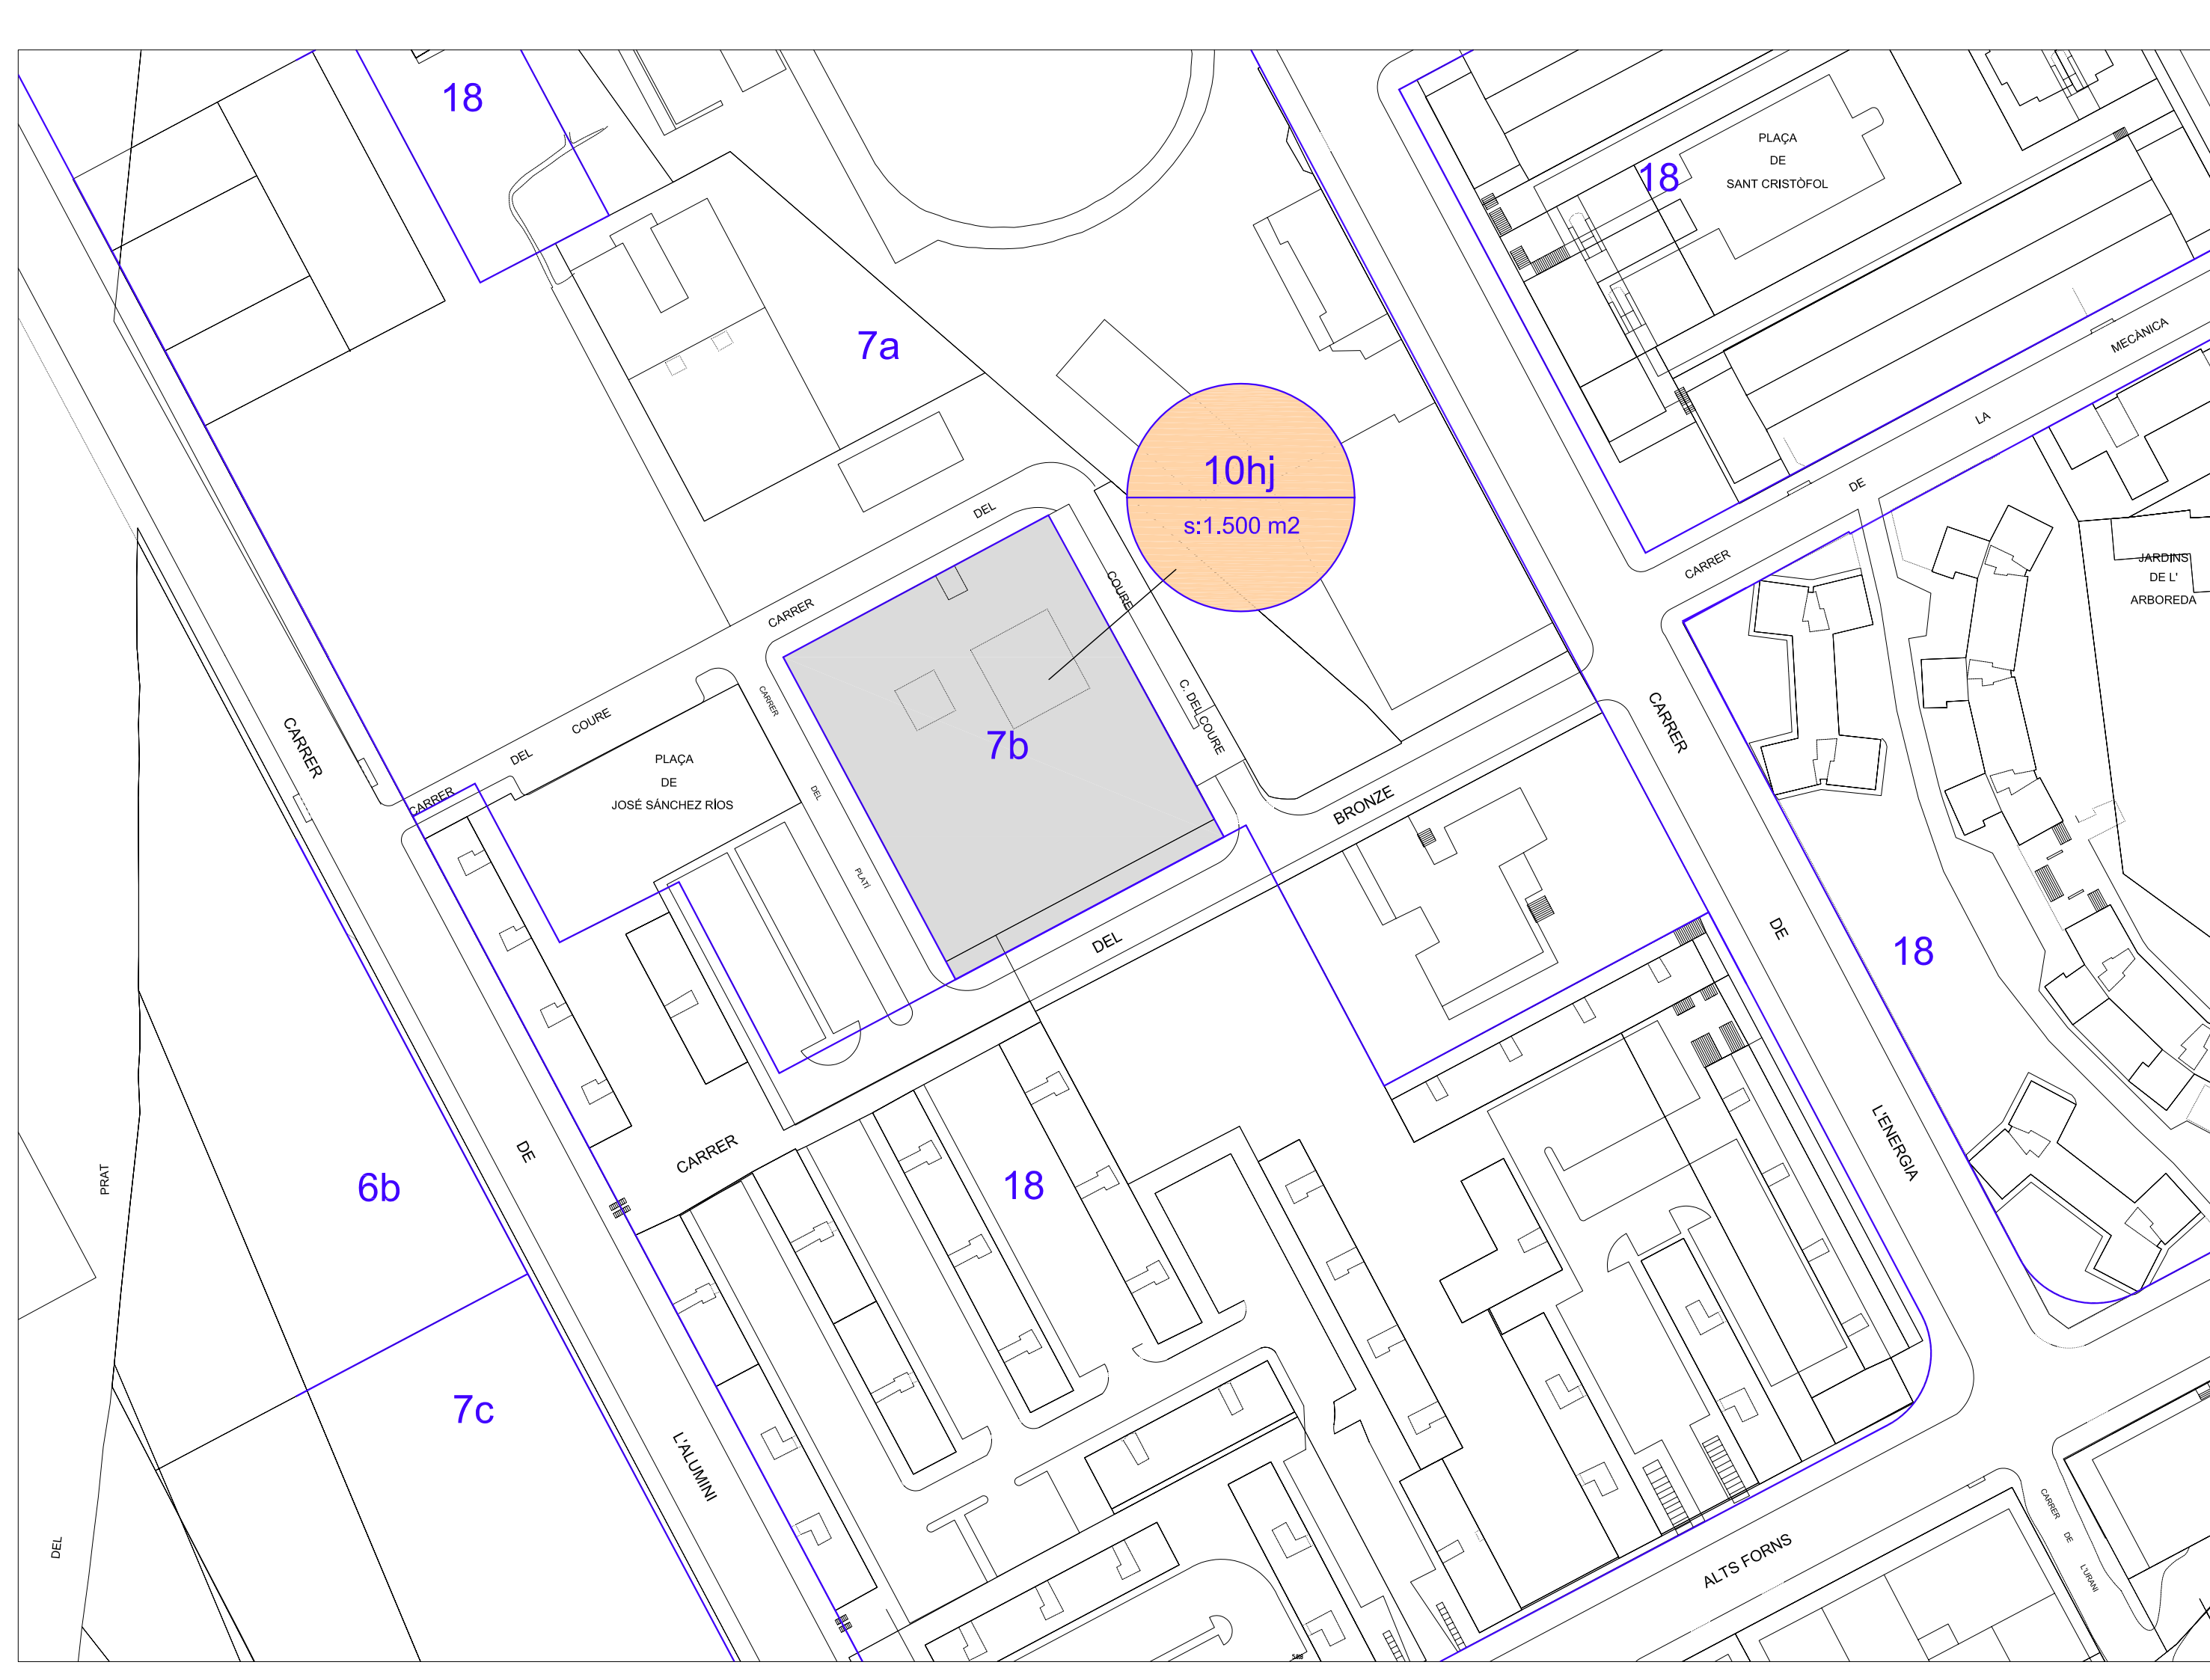 18
PLAÇA
DE
SANT CRISTÒFOL
18
7a
MECÀNICA
LA
DE
CARRER
10hj
s:1.500 m2
JARDINS
DE L'
ARBOREDA
CARRER
DEL
COURE
C. DEL COURE
CARRER
DEL
COURE
CARRER
DEL
PLATÍ
7b
PLAÇA
DE
JOSÉ SÁNCHEZ RÍOS
CARRER
DEL
BRONZE
CARRER
DE
L'ENERGIA
18
CARRER
DE
L'ALUMINI
PRAT
DEL
6b
7c
18
ALTS FORNS
CARRER
DE
L'URANI